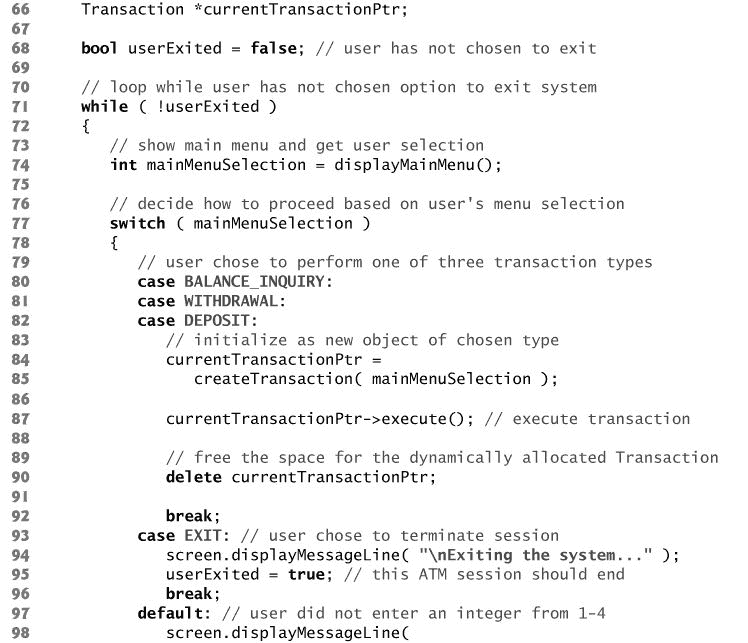 66 Transaction *currentTransactionPtr;
67
68 bool userExited = false; // user has not chosen to exit
69
70 // loop while user has not chosen option to exit system
71 while ( !userExited )
72 {
73 // show main menu and get user selection
74 int mainMenuSelection = displayMainMenu();
75
76 // decide how to proceed based on user's menu selection
77 switch ( mainMenuSelection )
78 {
79 // user chose to perform one of three transaction types
80 case BALANCE_INQUIRY:
81 case WITHDRAWAL:
82 case DEPOSIT:
83 // initialize as new object of chosen type
84 currentTransactionPtr =
85 createTransaction( mainMenuSelection );
86
87 currentTransactionPtr->execute(); // execute transaction
88
89 // free the space for the dynamically allocated Transaction
90 delete currentTransactionPtr;
91
92 break;
93 case EXIT: // user chose to terminate session
94 screen.displayMessageLine( "\nExiting the system..." );
95 userExited = true; // this ATM session should end
96 break;
97 default: // user did not enter an integer from 1-4
98 screen.displayMessageLine(